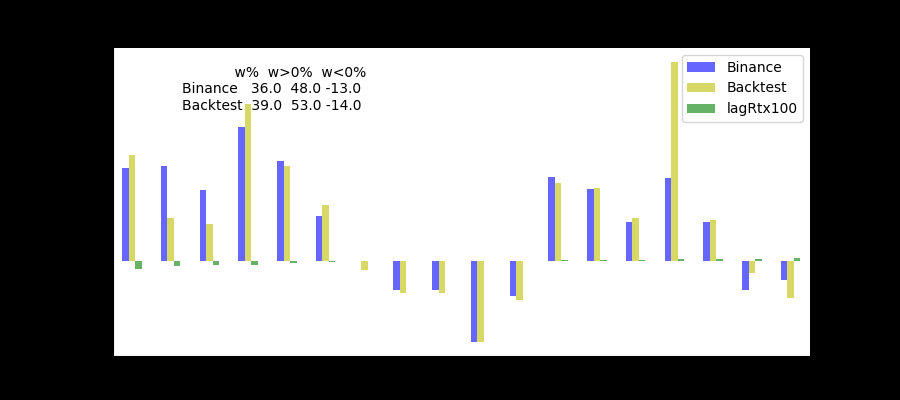 w% w>0% w<0%
Binance 36.0 48.0 -13.0
Backtest 39.0 53.0 -14.0
Binance
Backtest
lagRtx100